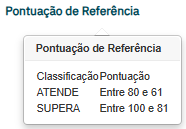 Pontuação de Referência
Pontuação de Referência
Classificação Pontuação
ATENDE Entre 80 e 61
SUPERA Entre 100 e 81